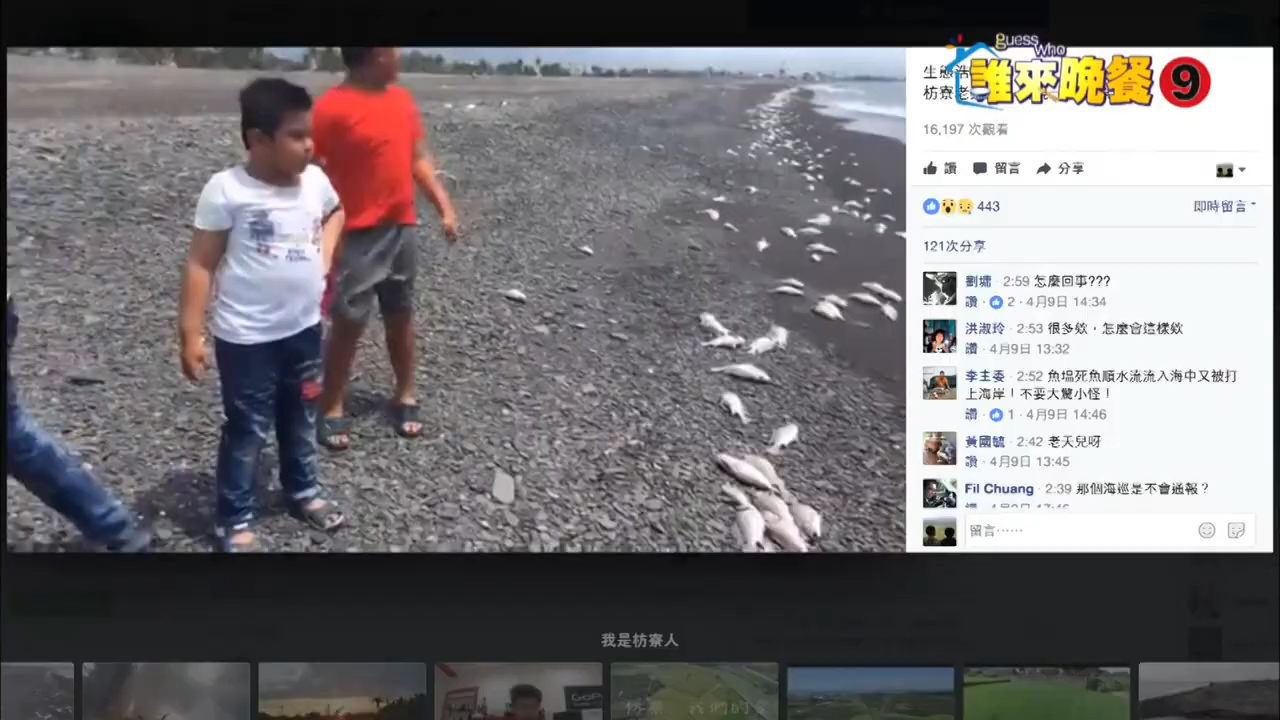 guess who
誰來晚餐 9
生態浩
枋寮老
16,197 次觀看
讚 留言 分享
443 即時留言
121次分享
劉墉 · 2:59 怎麼回事???
讚 · 2 · 4月9日 14:34
洪淑玲 · 2:53 很多欸,怎麼會這樣欸
讚 · 4月9日 13:32
李主委 · 2:52 魚塭死魚順水流流入海中又被打
上海岸!不要大驚小怪!
讚 · 1 · 4月9日 14:46
黃國毓 · 2:42 老天兒呀
讚 · 4月9日 13:45
Fil Chuang · 2:39 那個海巡是不會通報?
留言……
我是枋寮人